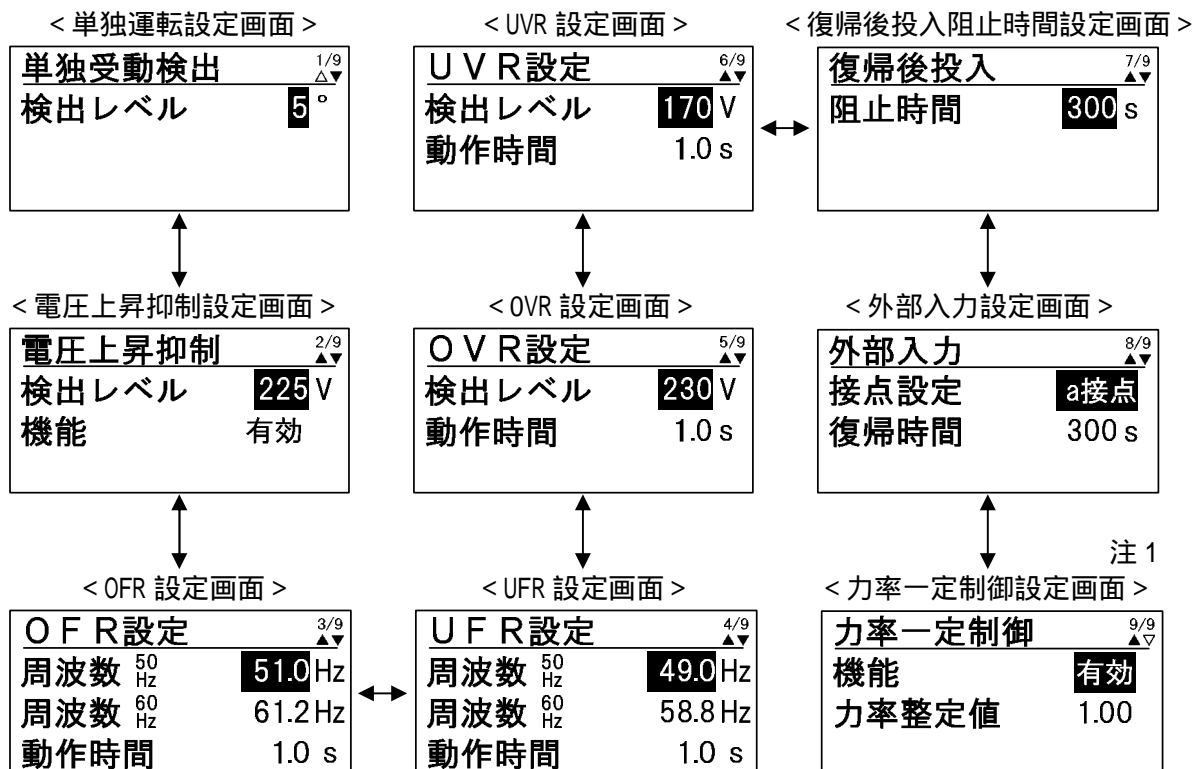 <単独運転設定画面>
単独受動検出 1/9
△▼
検出レベル 5 °
<電圧上昇抑制設定画面>
電圧上昇抑制 2/9
▲▼
検出レベル 225 V
機能 有効
<OFR 設定画面>
OFR設定 3/9
▲▼
周波数 50Hz 51.0 Hz
周波数 60Hz 61.2 Hz
動作時間 1.0 s
<UFR 設定画面>
UFR設定 4/9
▲▼
周波数 50Hz 49.0 Hz
周波数 60Hz 58.8 Hz
動作時間 1.0 s
<OVR 設定画面>
OVR設定 5/9
▲▼
検出レベル 230 V
動作時間 1.0 s
<UVR 設定画面>
UVR設定 6/9
▲▼
検出レベル 170 V
動作時間 1.0 s
<復帰後投入阻止時間設定画面>
復帰後投入 7/9
▲▼
阻止時間 300 s
<外部入力設定画面>
外部入力 8/9
▲▼
接点設定 a接点
復帰時間 300 s
注 1
<力率一定制御設定画面>
力率一定制御 9/9
▲▽
機能 有効
力率整定値 1.00